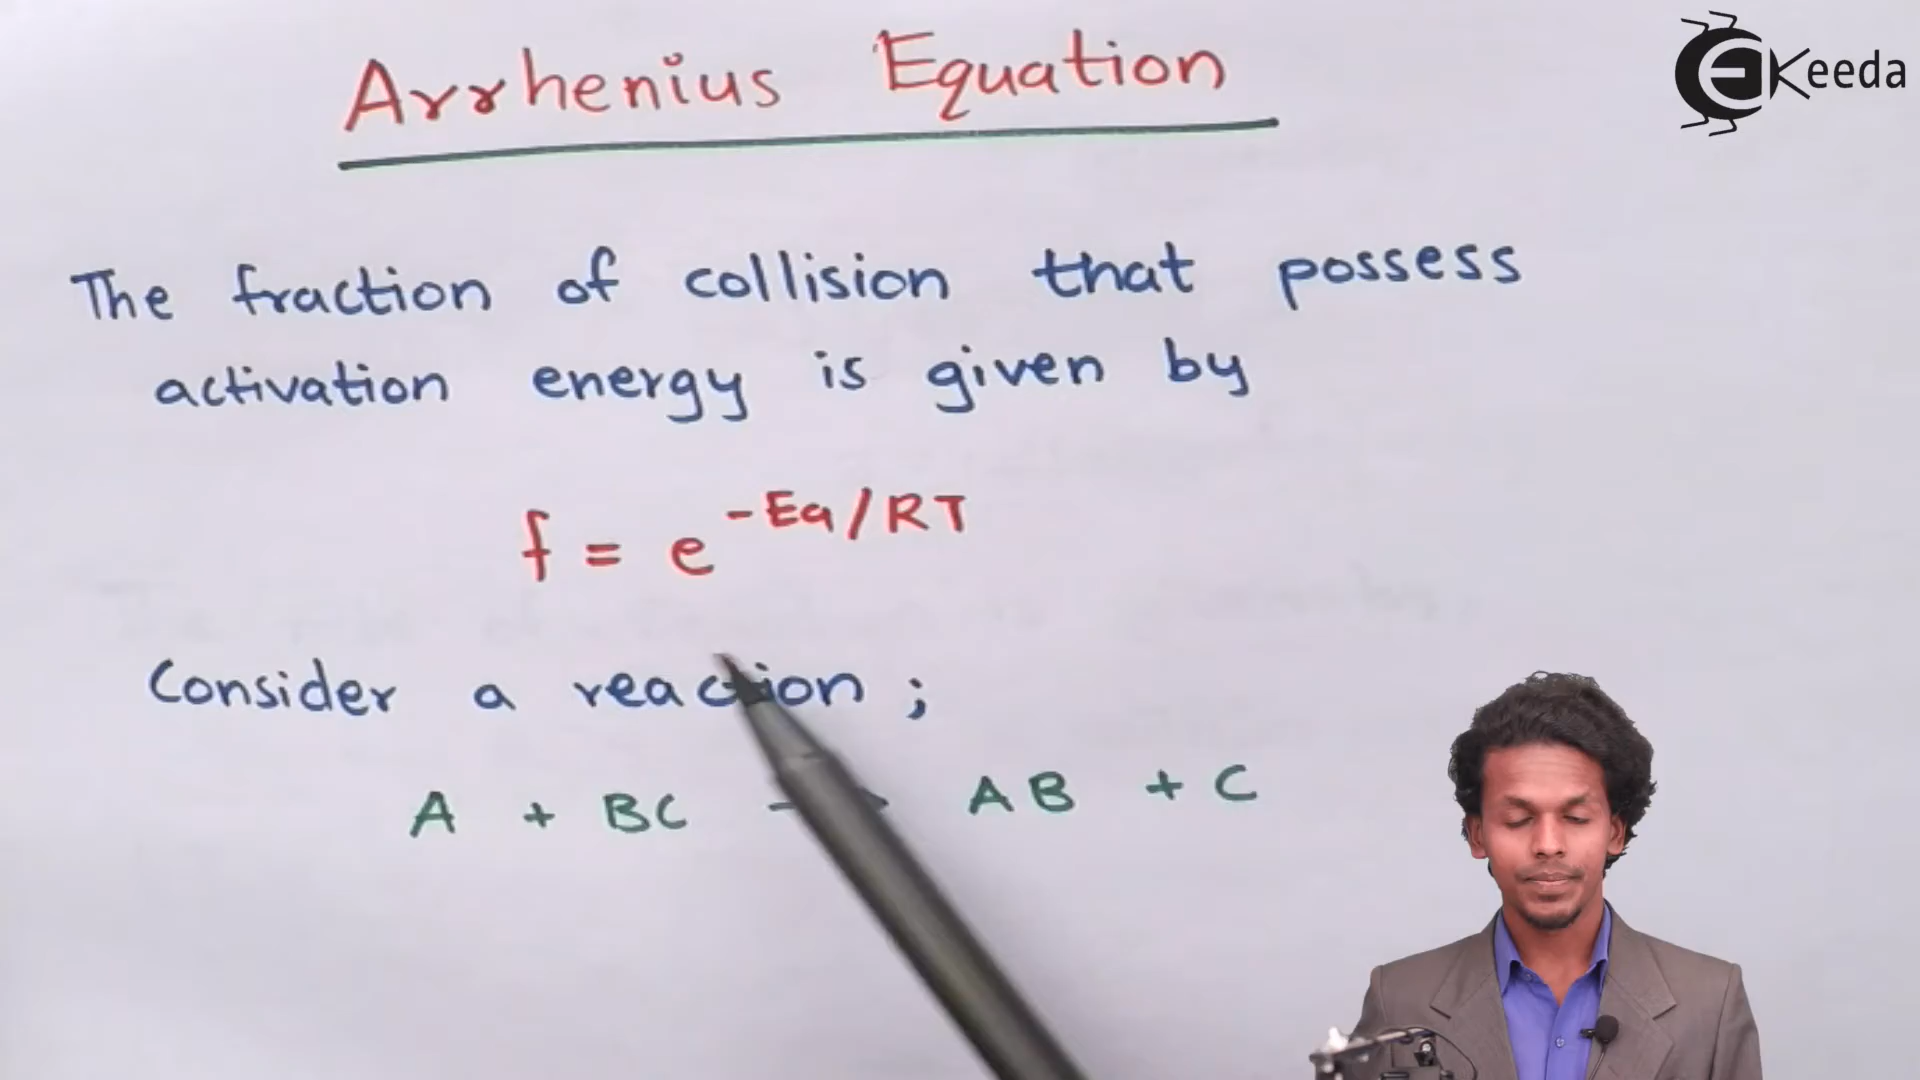 Arrhenius Equation
EKeeda
The fraction of collision that possess
activation energy is given by
f = e^-Ea/RT
Consider a reaction ;
A + BC → AB + C